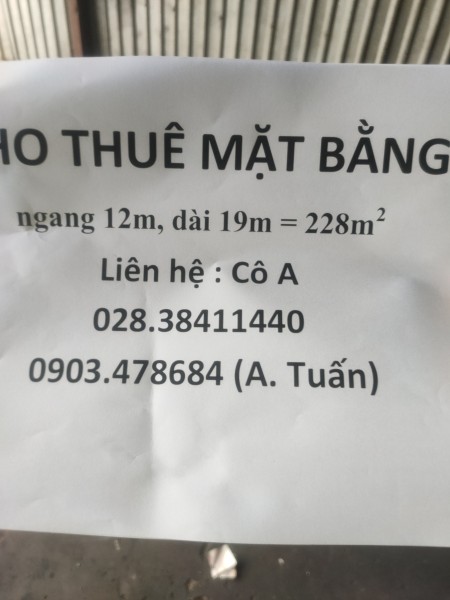 HO THUÊ MẶT BẰNG
ngang 12m, dài 19m = 228m²
Liên hệ : Cô A
028.38411440
0903.478684 (A. Tuấn)